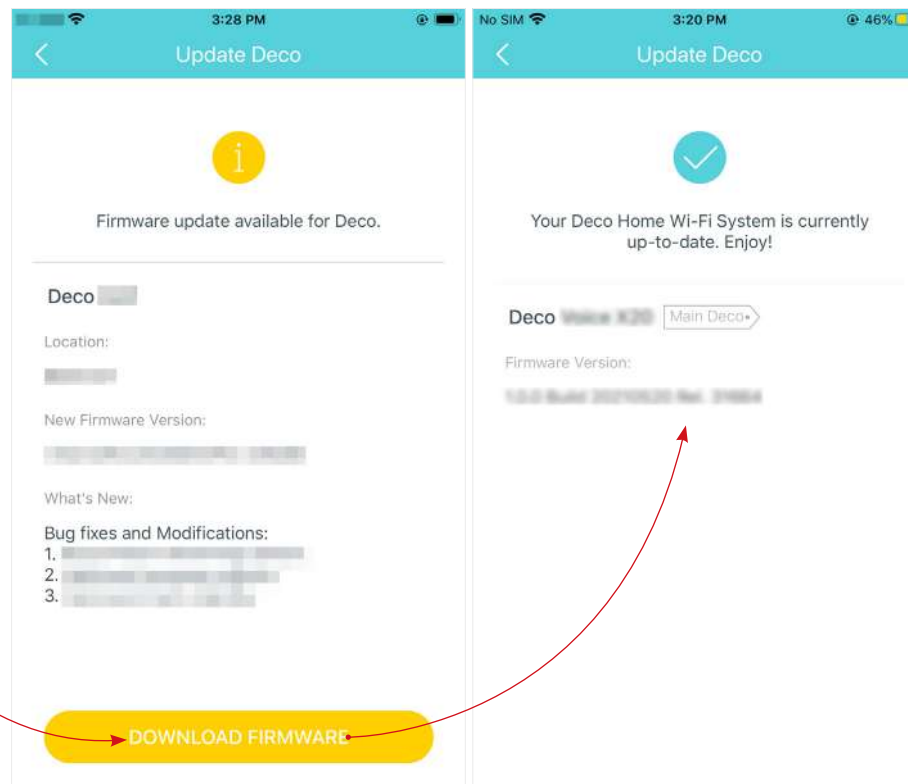 3:28 PM
Update Deco
i
Firmware update available for Deco.
Deco
Location:
New Firmware Version:
What's New:
Bug fixes and Modifications:
1.
2.
3.
DOWNLOAD FIRMWARE
No SIM 3:20 PM 46%
Update Deco
Your Deco Home Wi-Fi System is currently
up-to-date. Enjoy!
Deco Voice X20 Main Deco
Firmware Version: